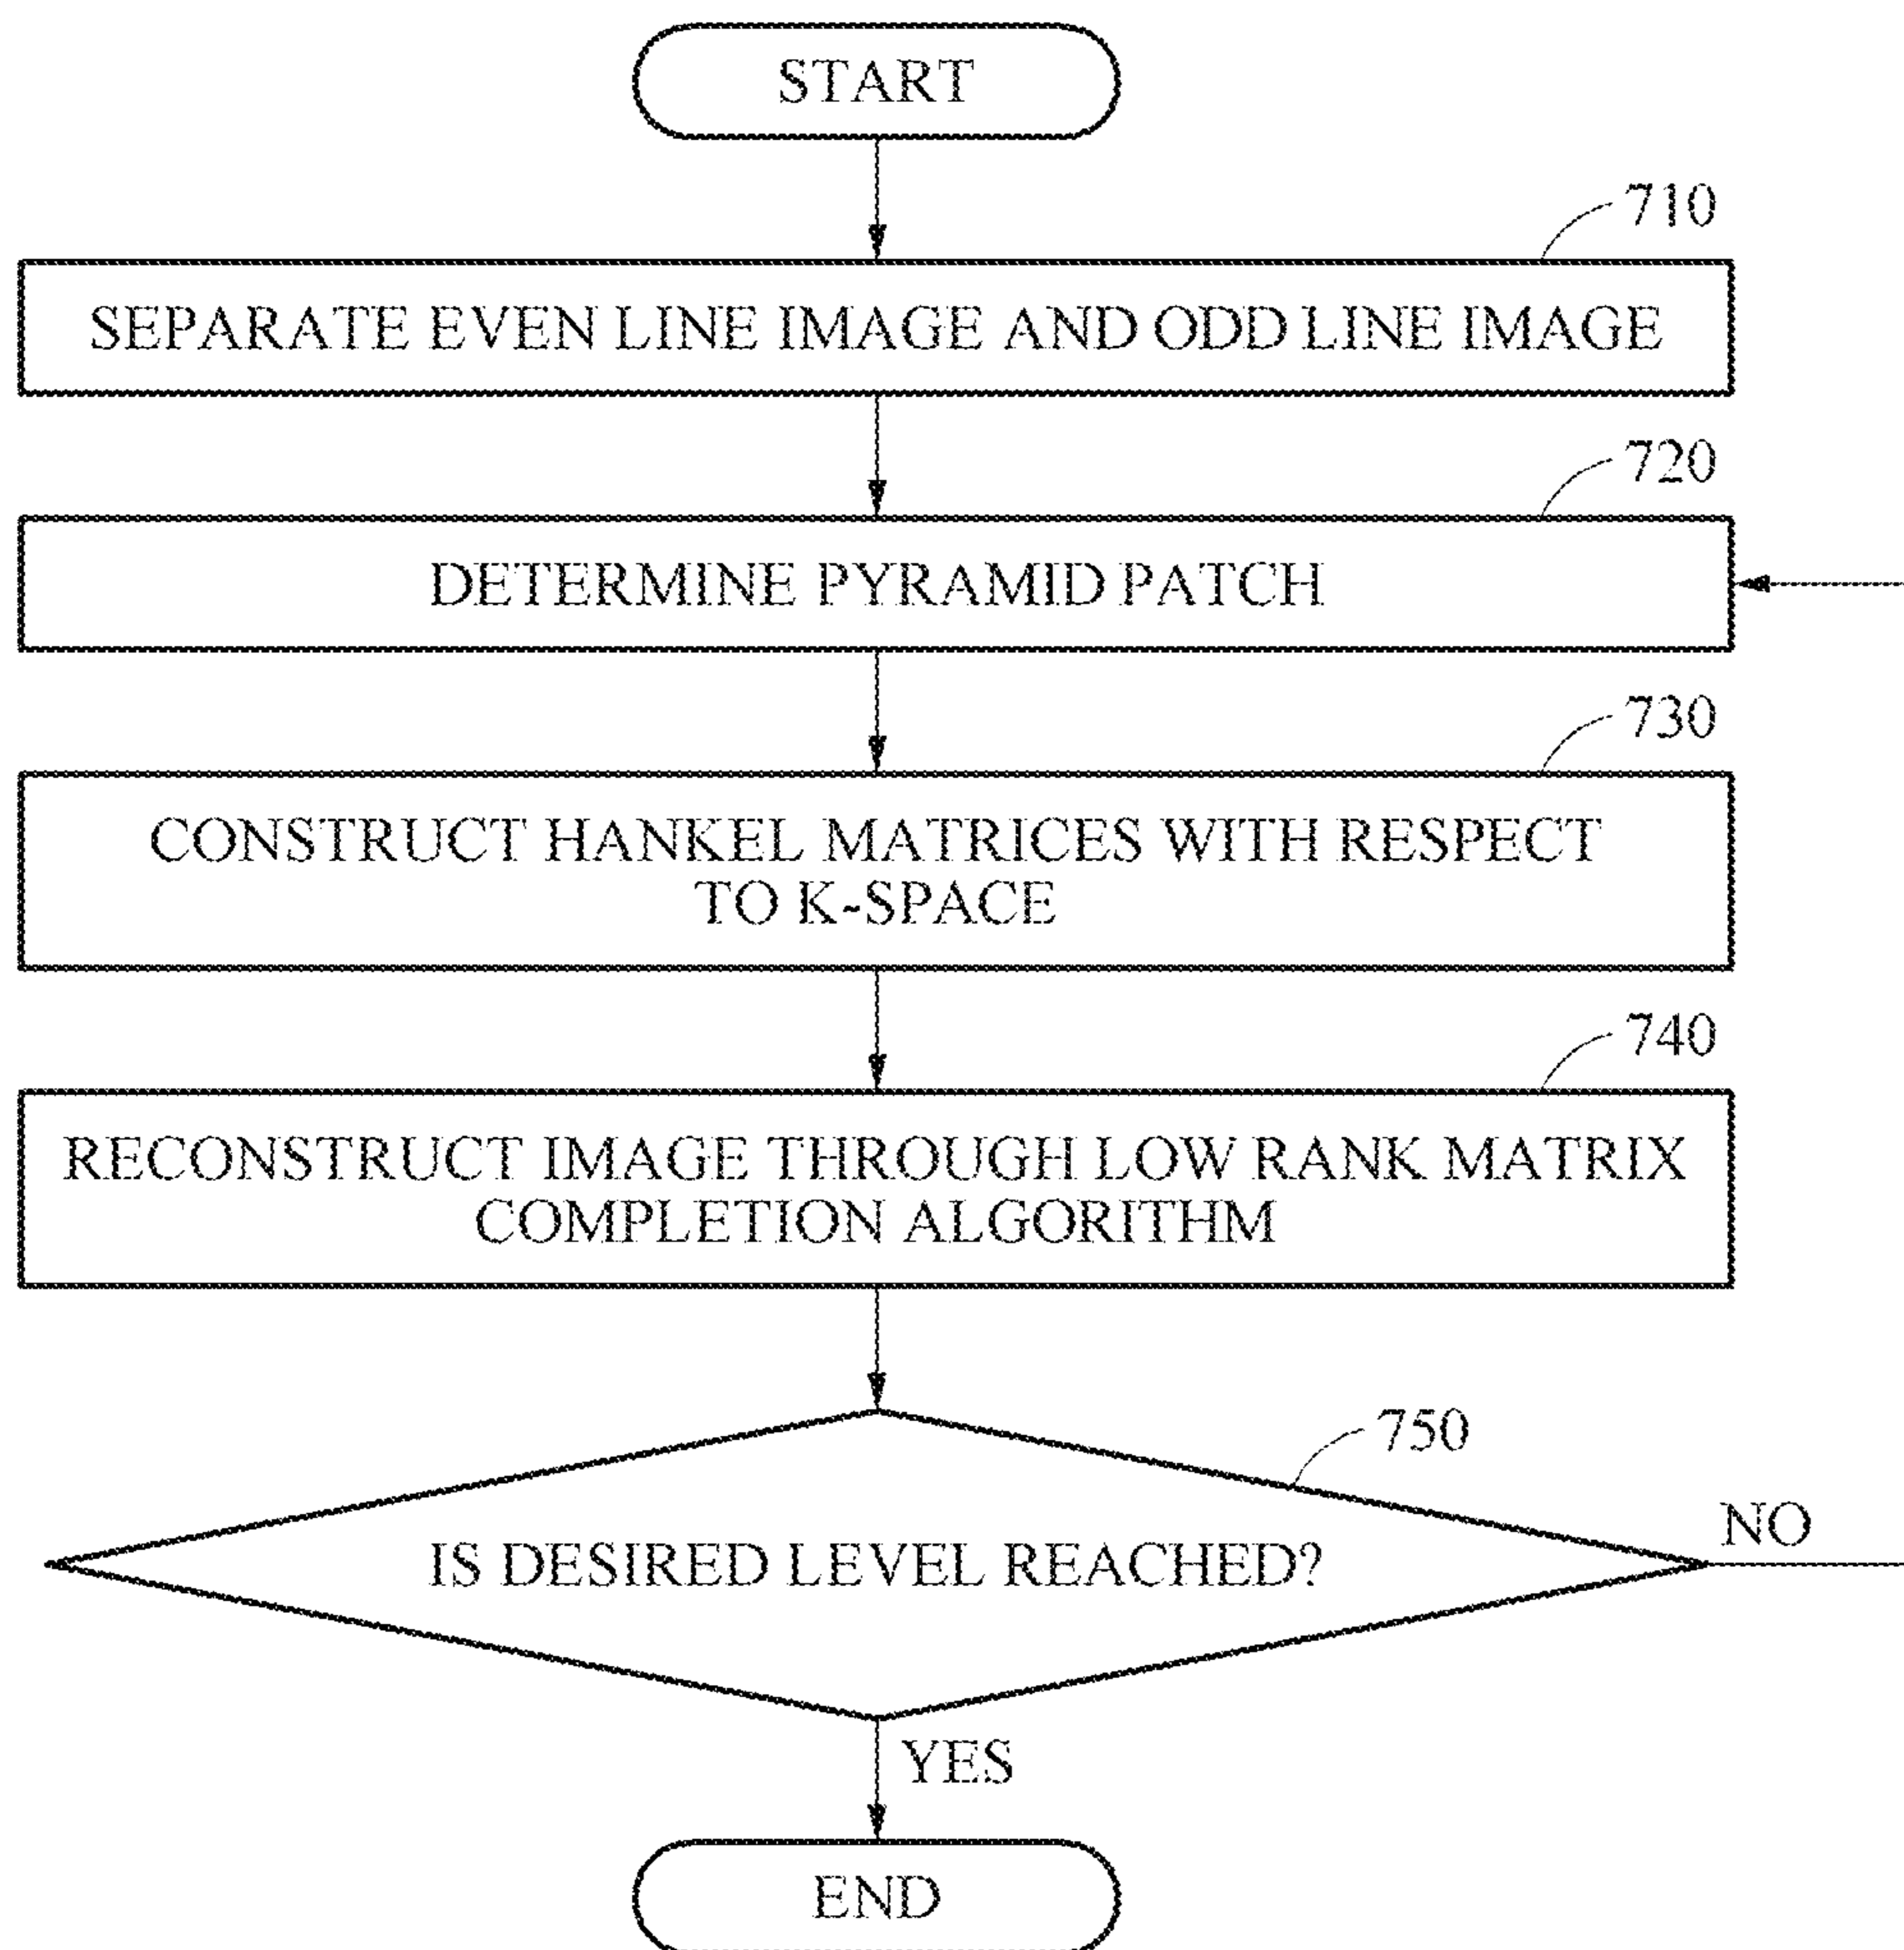 START
710
SEPARATE EVEN LINE IMAGE AND ODD LINE IMAGE
720
DETERMINE PYRAMID PATCH
730
CONSTRUCT HANKEL MATRICES WITH RESPECT
TO K-SPACE
740
RECONSTRUCT IMAGE THROUGH LOW RANK MATRIX
COMPLETION ALGORITHM
750
NO
IS DESIRED LEVEL REACHED?
YES
END